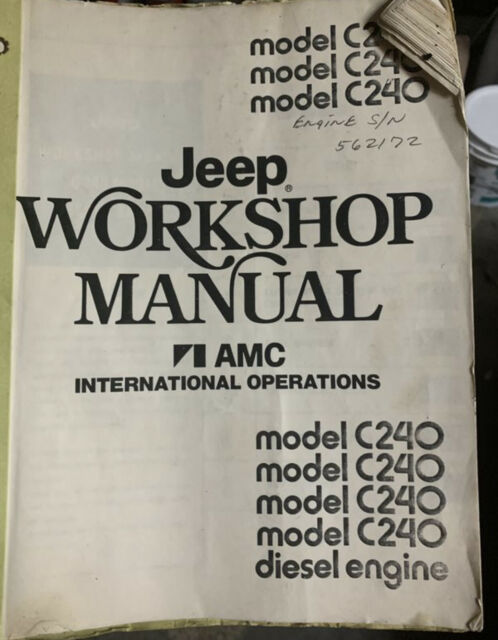 model C2
model C24
model C240
ENGINE S/N
562172
Jeep®
WORKSHOP
MANUAL
AMC
INTERNATIONAL OPERATIONS
model C240
model C240
model C240
model C240
diesel engine